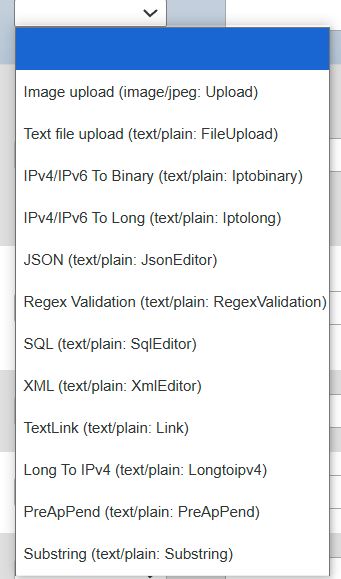 Image upload (image/jpeg: Upload)
Text file upload (text/plain: FileUpload)
IPv4/IPv6 To Binary (text/plain: Iptobinary)
IPv4/IPv6 To Long (text/plain: Iptolong)
JSON (text/plain: JsonEditor)
Regex Validation (text/plain: RegexValidation)
SQL (text/plain: SqlEditor)
XML (text/plain: XmlEditor)
TextLink (text/plain: Link)
Long To IPv4 (text/plain: Longtoipv4)
PreApPend (text/plain: PreApPend)
Substring (text/plain: Substring)